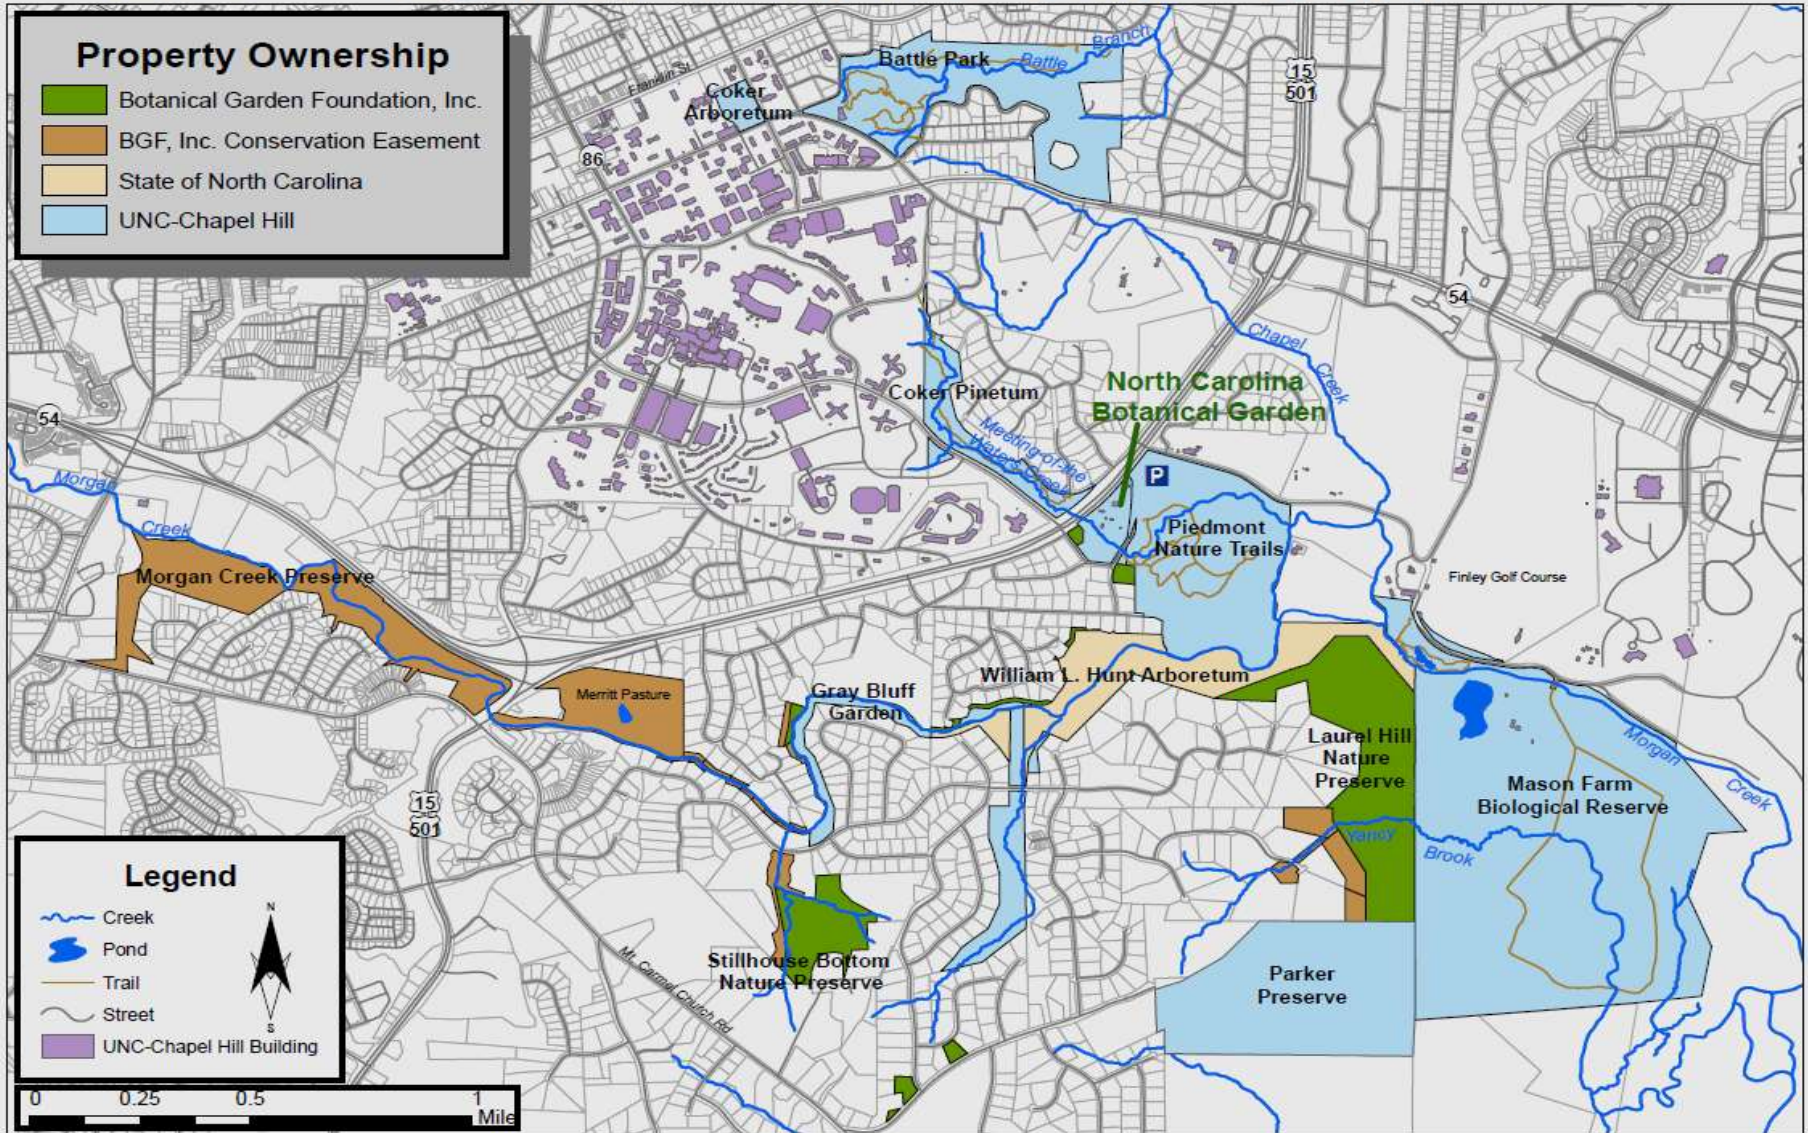 Property Ownership
Botanical Garden Foundation, Inc.
BGF, Inc. Conservation Easement
State of North Carolina
UNC-Chapel Hill
Franklin St
Coker
Arboretum
Battle Park
Battle
Branch
15
501
86
54
Chapel
Creek
North Carolina
Botanical Garden
Coker Pinetum
Meeting-of-the
Waters Creek
P
54
Morgan
Creek
Morgan Creek Preserve
Piedmont
Nature Trails
Finley Golf Course
Merritt Pasture
Gray Bluff
Garden
William L. Hunt Arboretum
Laurel Hill
Nature
Preserve
Mason Farm
Biological Reserve
Morgan
Creek
Yancy
Brook
15
501
Stillhouse Bottom
Nature Preserve
Mt. Carmel Church Rd
Parker
Preserve
Legend
N
S
Creek
Pond
Trail
Street
UNC-Chapel Hill Building
0 0.25 0.5 1
Mile